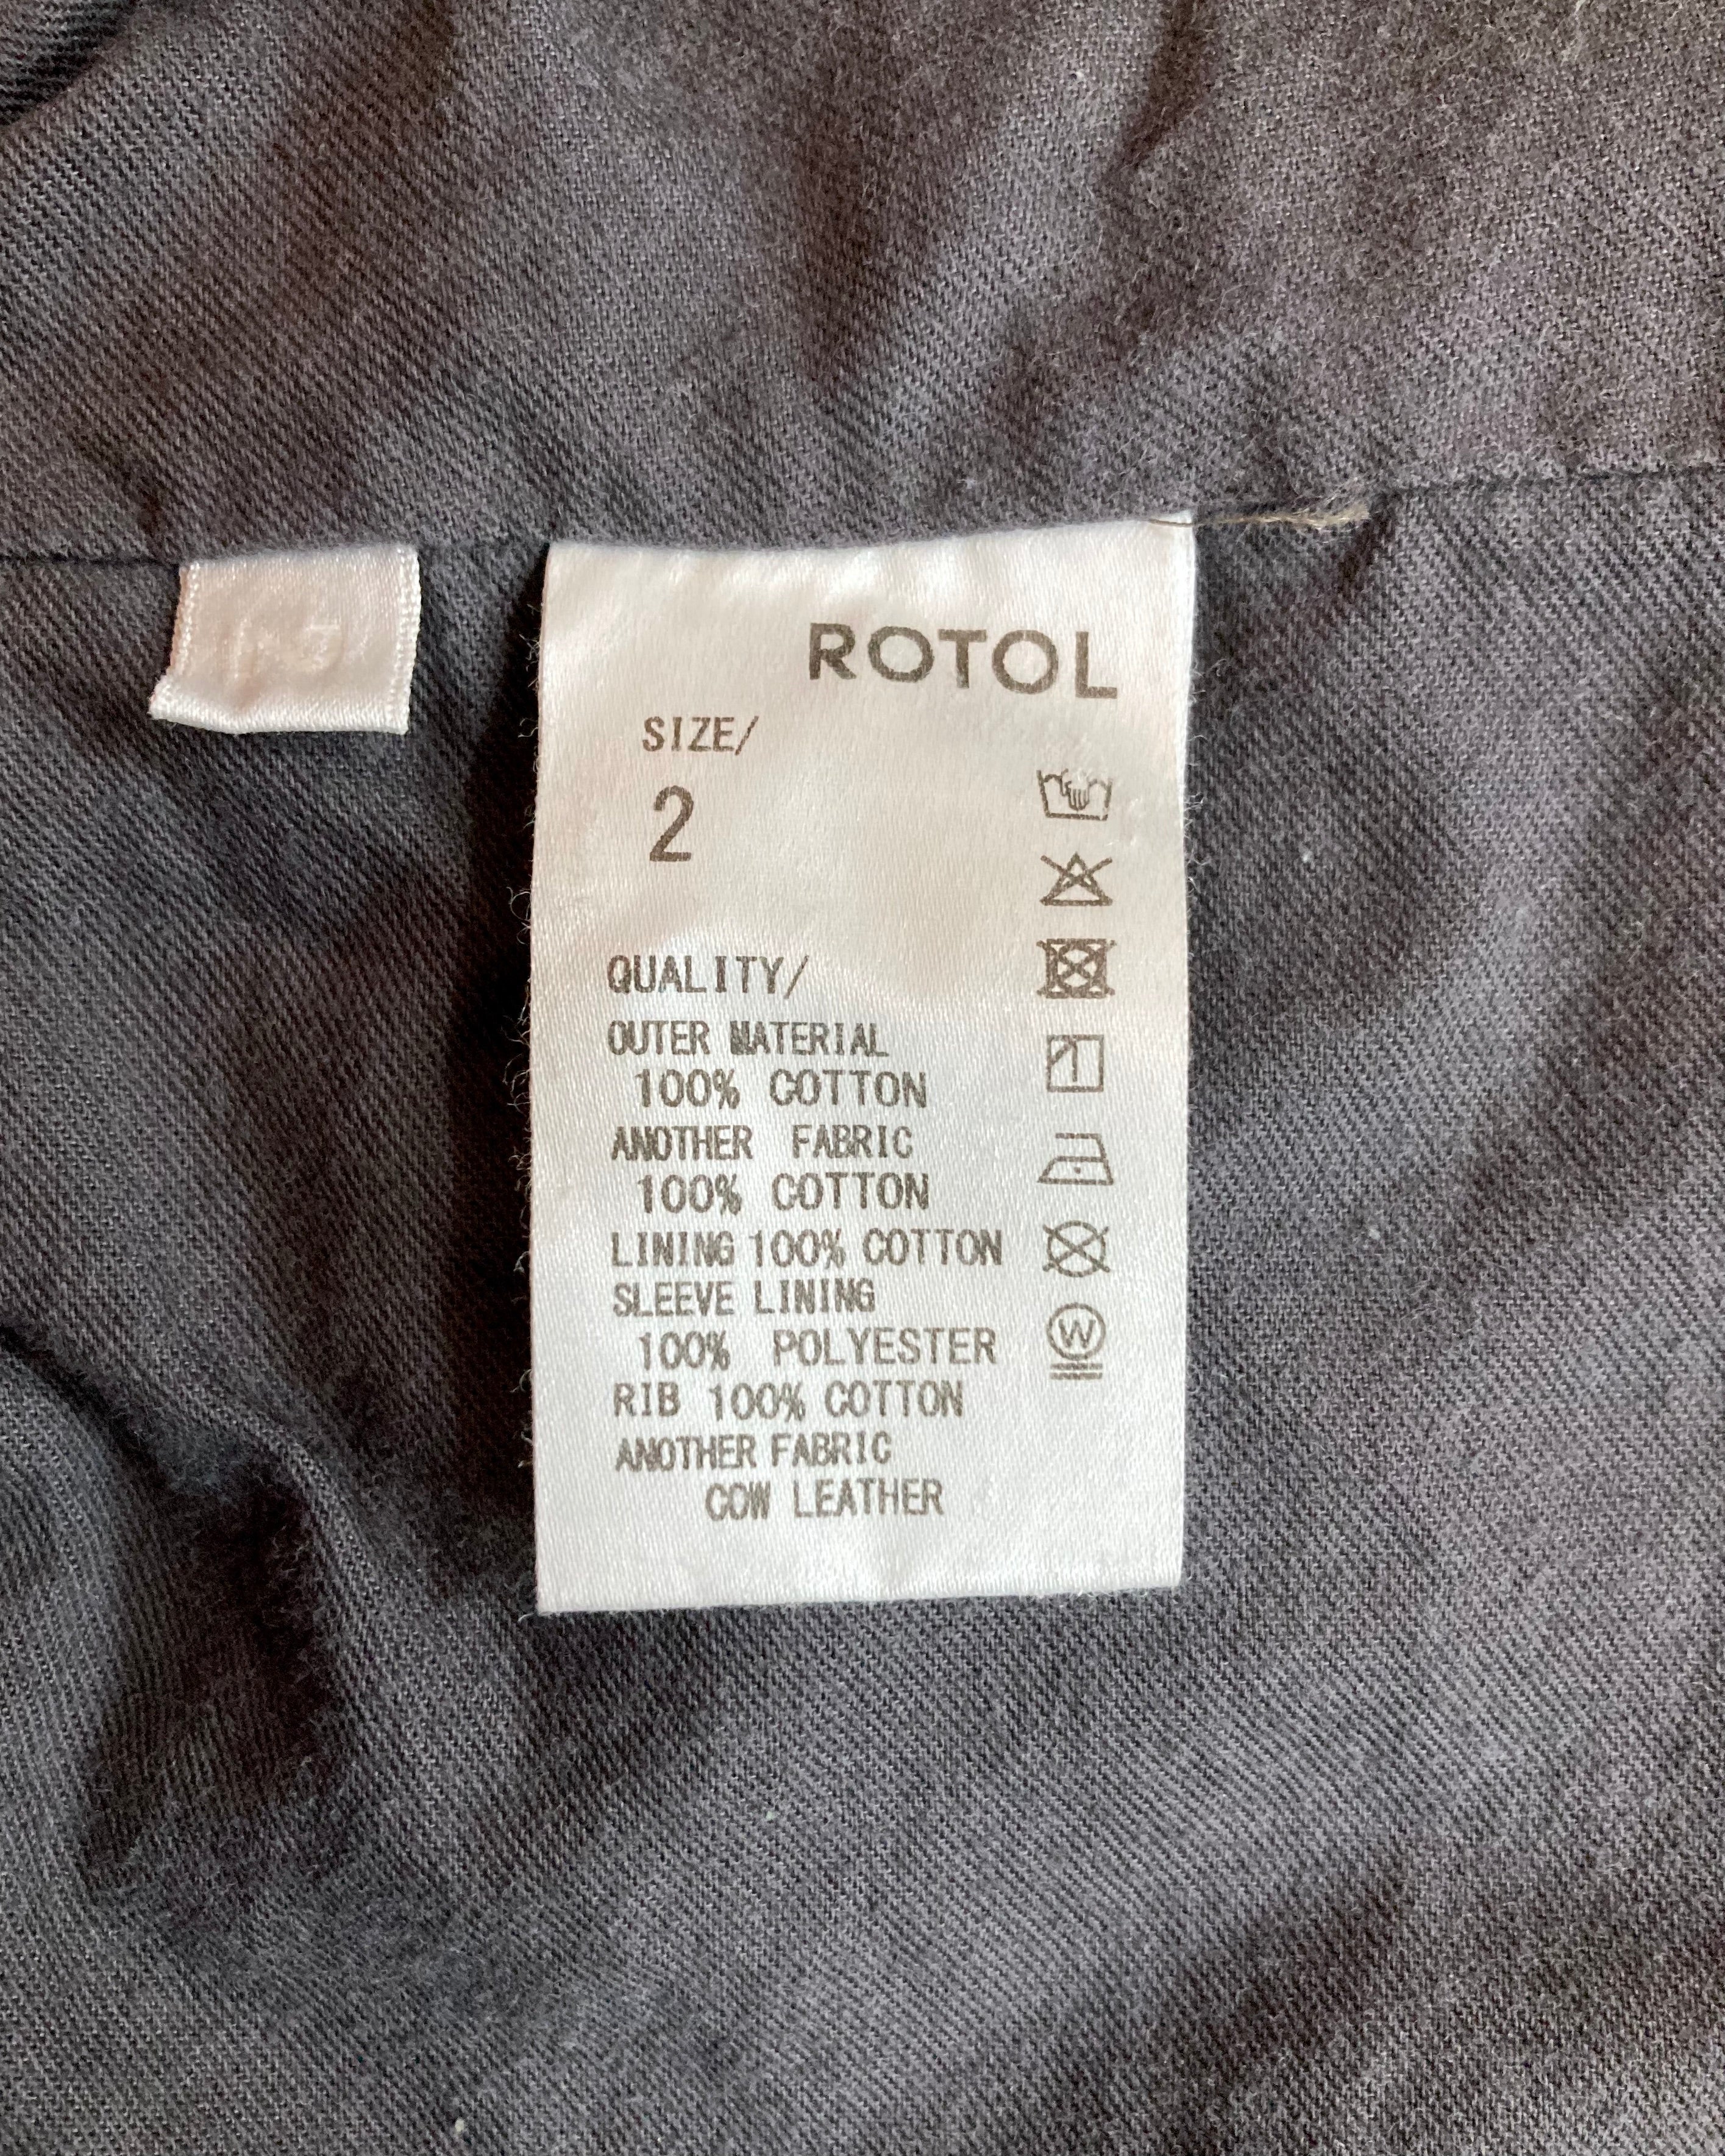 ROTOL
SIZE/
2
QUALITY/
OUTER MATERIAL
100% COTTON
ANOTHER FABRIC
100% COTTON
LINING 100% COTTON
SLEEVE LINING
100% POLYESTER
RIB 100% COTTON
ANOTHER FABRIC
COW LEATHER
W